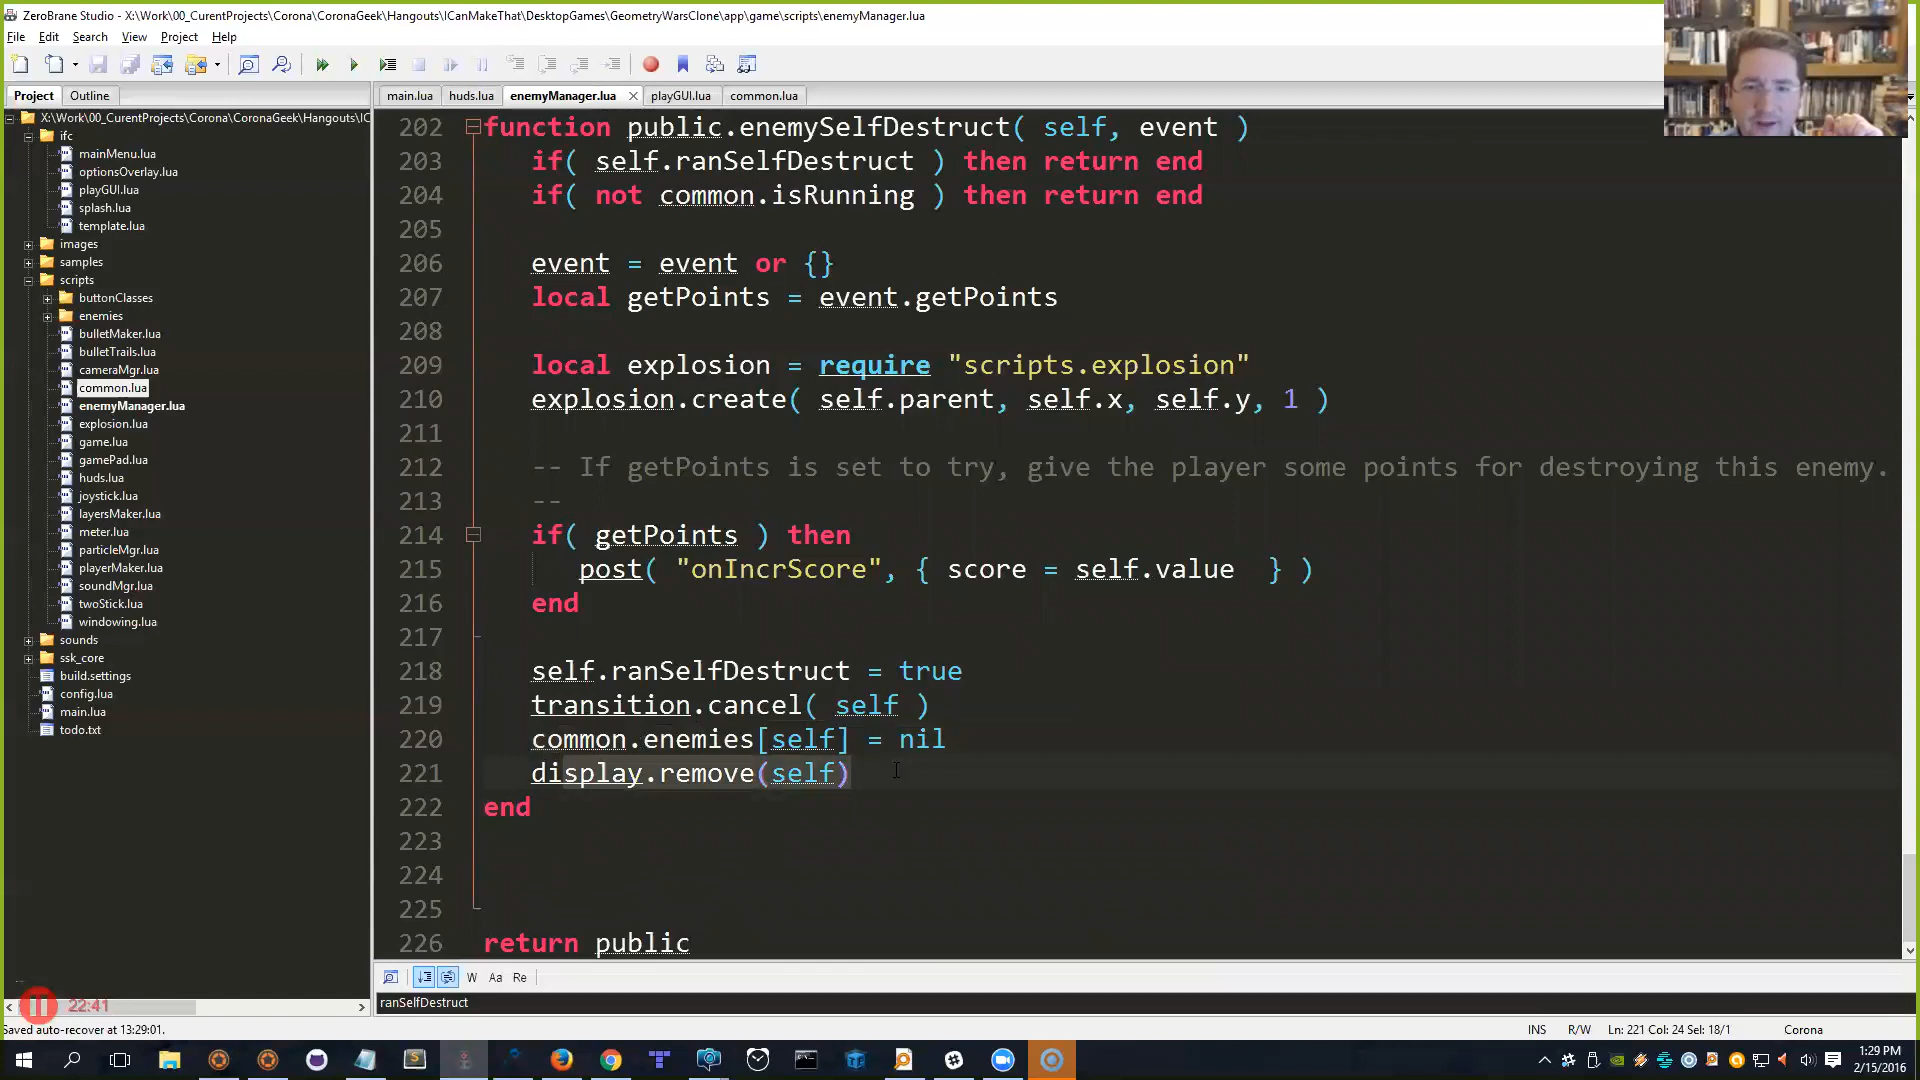 ZeroBrane Studio - X:\Work\00_CurentProjects\Corona\CoronaGeek\Hangouts\ICanMakeThat\DesktopGames\GeometryWarsClone\app\game\scripts\enemyManager.lua
File Edit Search View Project Help
Project Outline
main.lua huds.lua enemyManager.lua playGUI.lua common.lua
X:\Work\00_CurentProjects\Corona\CoronaGeek\Hangouts\IC
ifc
mainMenu.lua
optionsOverlay.lua
playGUI.lua
splash.lua
template.lua
images
samples
scripts
buttonClasses
enemies
bulletMaker.lua
bulletTrails.lua
cameraMgr.lua
common.lua
enemyManager.lua
explosion.lua
game.lua
gamePad.lua
huds.lua
joystick.lua
layersMaker.lua
meter.lua
particleMgr.lua
playerMaker.lua
soundMgr.lua
twoStick.lua
windowing.lua
sounds
ssk_core
build.settings
config.lua
main.lua
todo.txt
202 function public.enemySelfDestruct( self, event )
203 if( self.ranSelfDestruct ) then return end
204 if( not common.isRunning ) then return end
205
206 event = event or {}
207 local getPoints = event.getPoints
208
209 local explosion = require "scripts.explosion"
210 explosion.create( self.parent, self.x, self.y, 1 )
211
212 -- If getPoints is set to try, give the player some points for destroying this enemy.
213 --
214 if( getPoints ) then
215 post( "onIncrScore", { score = self.value } )
216 end
217
218 self.ranSelfDestruct = true
219 transition.cancel( self )
220 common.enemies[self] = nil
221 display.remove(self)
222 end
223
224
225
226 return public
W Aa Re
ranSelfDestruct
22:41
Saved auto-recover at 13:29:01.
INS R/W Ln: 221 Col: 24 Sel: 18/1 Corona
1:29 PM
2/15/2016